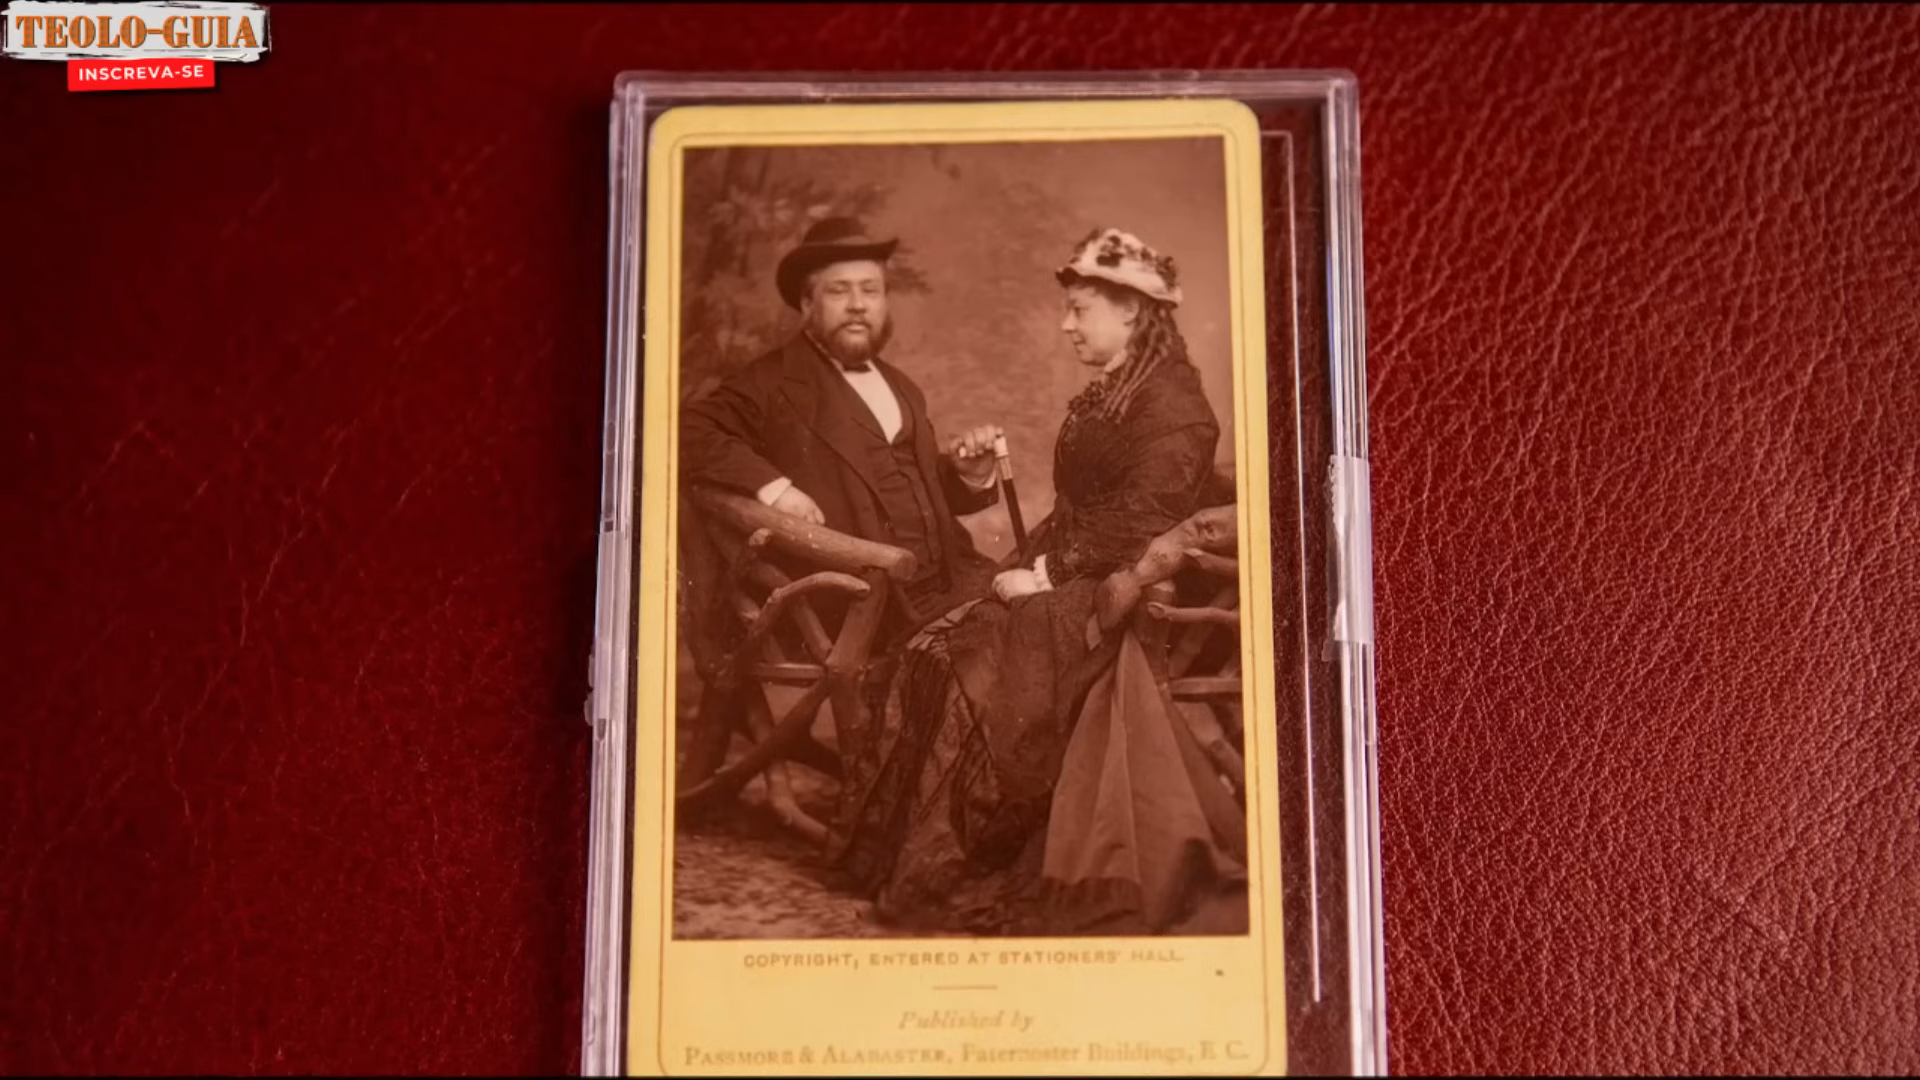 TEOLO-GUIA
INSCREVA-SE
COPYRIGHT, ENTERED AT STATIONERS' HALL.
Published by
PASSMORE & ALABASTER, Paternoster Buildings, E C.